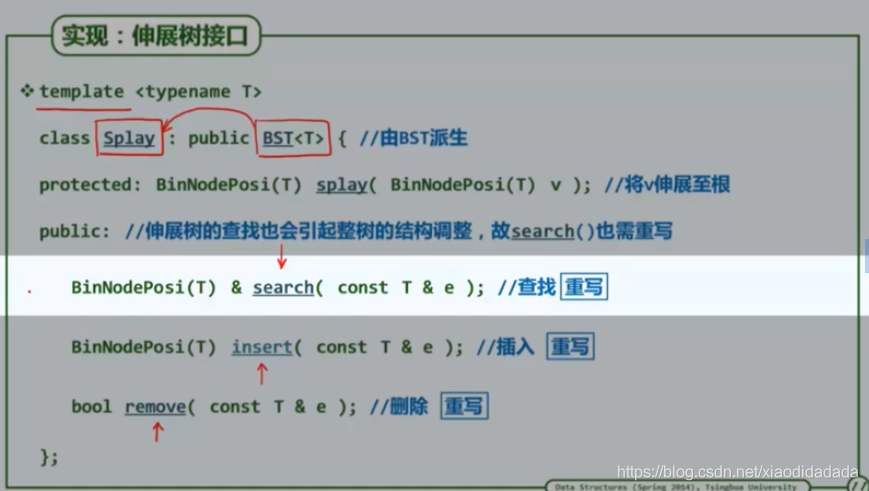 实现：伸展树接口
❖ template <typename T>
class Splay : public BST<T> { //由BST派生
protected: BinNodePosi(T) splay( BinNodePosi(T) v ); //将v伸展至根
public: //伸展树的查找也会引起整树的结构调整，故search()也需重写
BinNodePosi(T) & search( const T & e ); //查找 重写
BinNodePosi(T) insert( const T & e ); //插入 重写
bool remove( const T & e ); //删除 重写
};
https://blog.csdn.net/xiaodidadada
Data Structures (Spring 2014), Tsinghua University